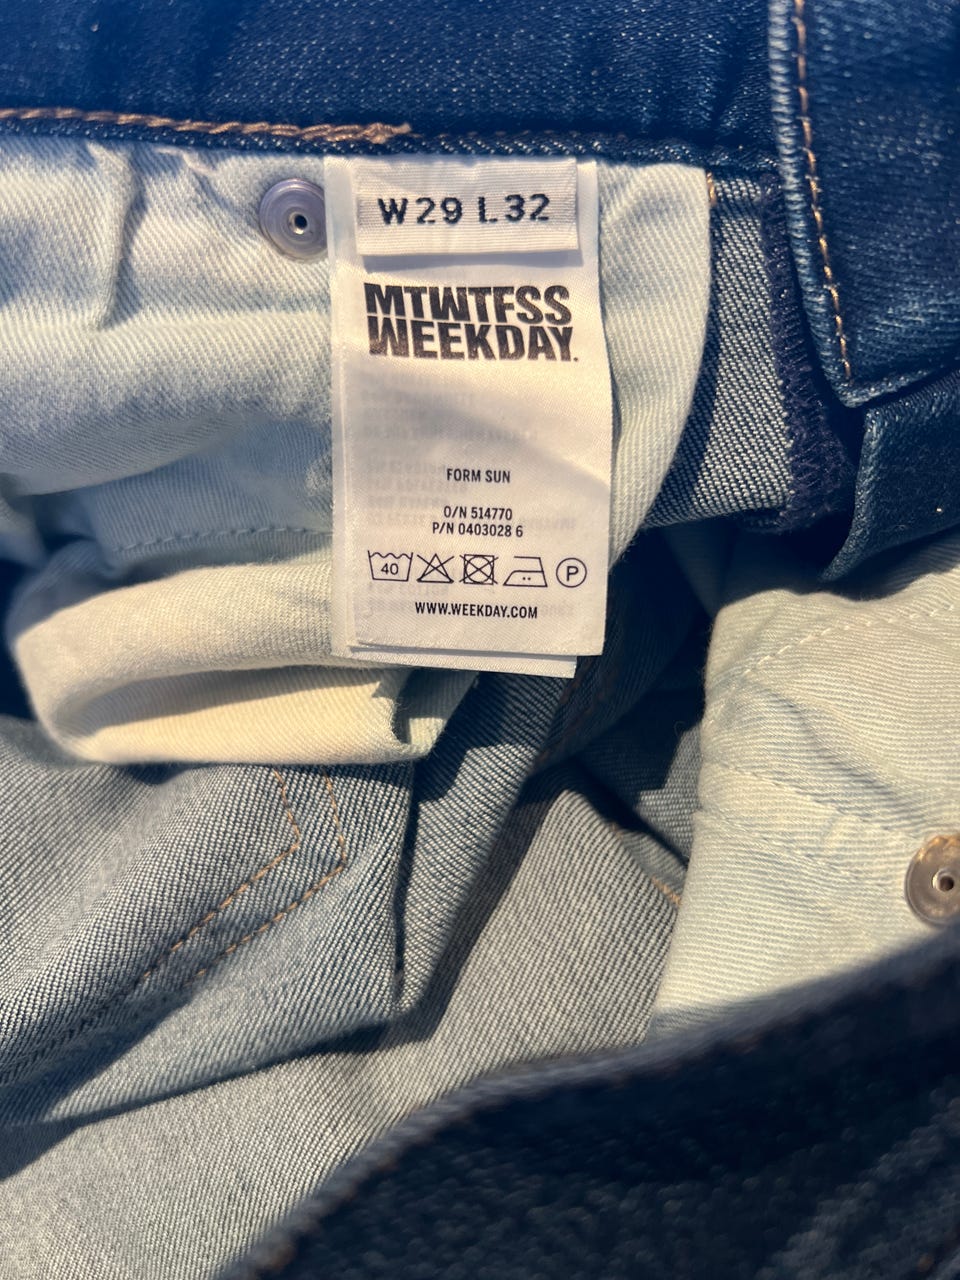 W29 L32
MTWTFSS
WEEKDAY.
FORM SUN
O/N 514770
P/N 0403028 6
40 P
WWW.WEEKDAY.COM